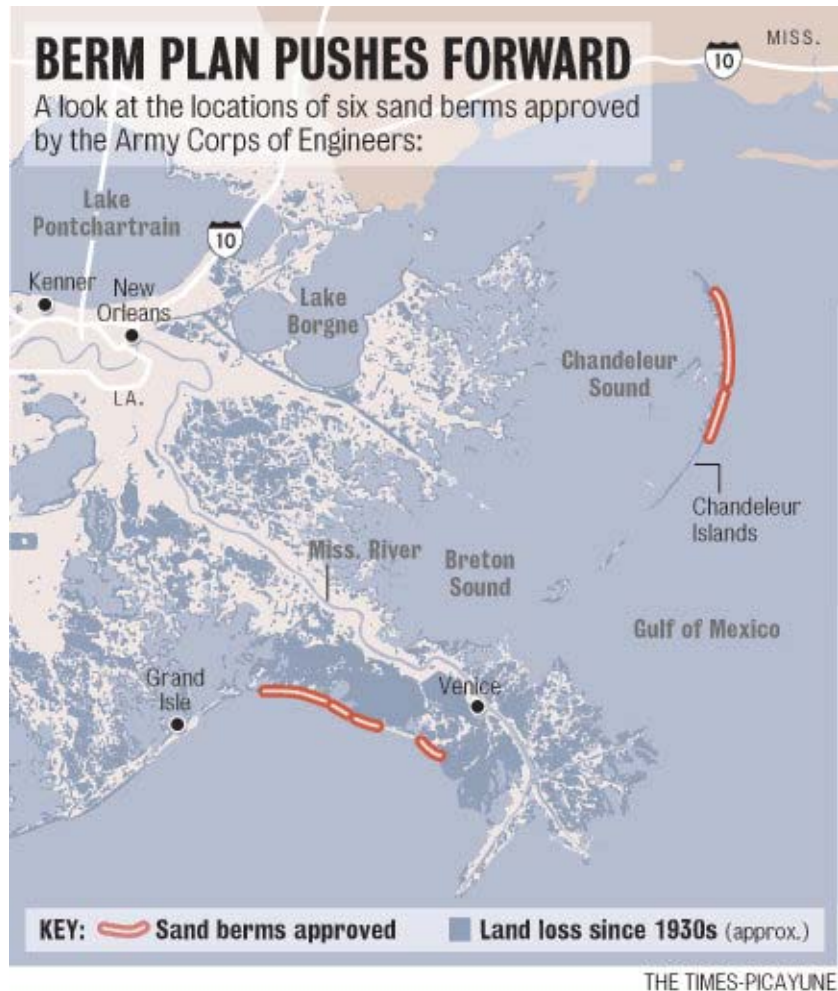 BERM PLAN PUSHES FORWARD
A look at the locations of six sand berms approved
by the Army Corps of Engineers:
MISS.
10
Lake
Pontchartrain
10
Kenner
New
Orleans
Lake
Borgne
LA.
Chandeleur
Sound
Chandeleur
Islands
Miss. River
Breton
Sound
Gulf of Mexico
Grand
Isle
Venice
KEY: Sand berms approved Land loss since 1930s (approx.)
THE TIMES-PICAYUNE